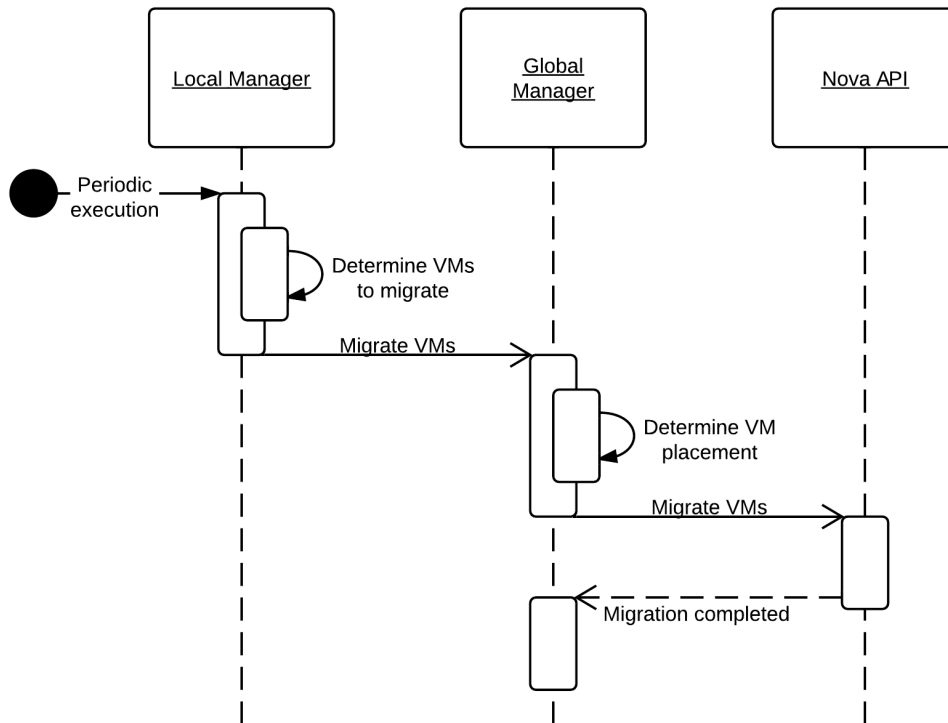 Local Manager
Global
Manager
Nova API
Periodic
execution
Determine VMs
to migrate
Migrate VMs
Determine VM
placement
Migrate VMs
Migration completed